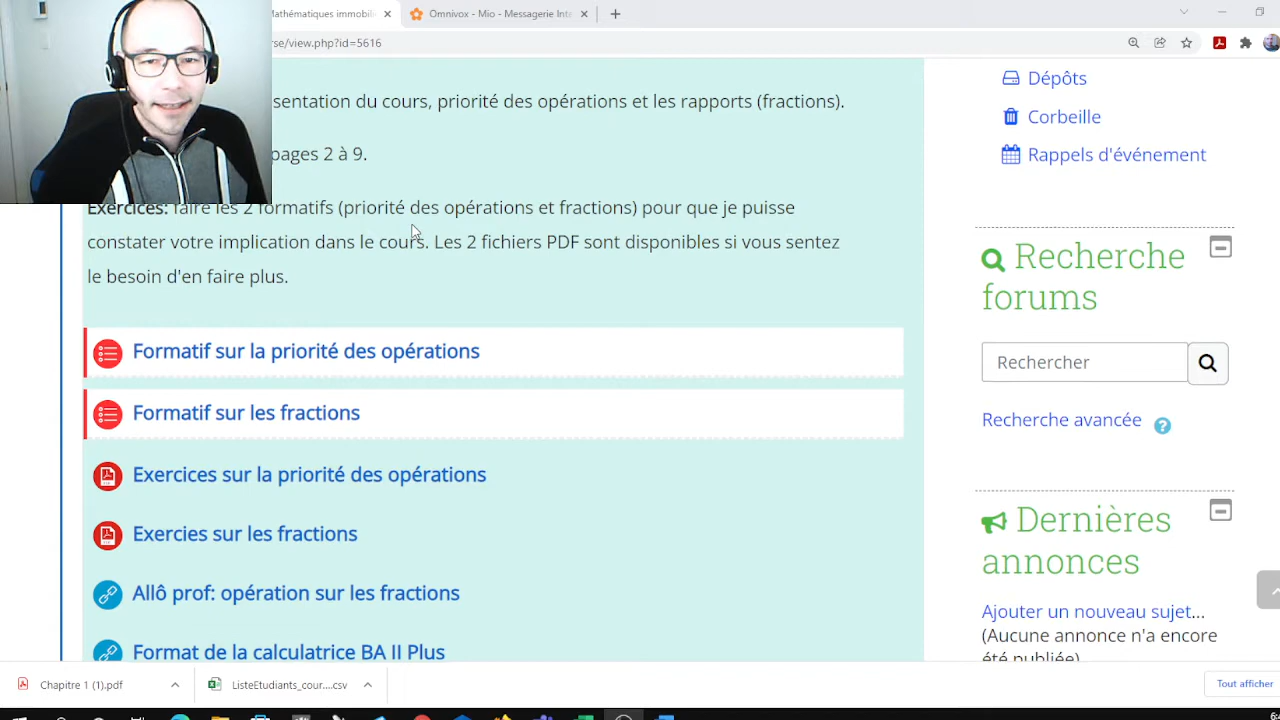 Mathématiques immobili
Omnivox - Mio - Messagerie Inte
se/view.php?id=5616
sentation du cours, priorité des opérations et les rapports (fractions).
pages 2 à 9.
Exercices: faire les 2 formatifs (priorité des opérations et fractions) pour que je puisse
constater votre implication dans le cours. Les 2 fichiers PDF sont disponibles si vous sentez
le besoin d'en faire plus.
Formatif sur la priorité des opérations
Formatif sur les fractions
Exercices sur la priorité des opérations
Exercies sur les fractions
Allô prof: opération sur les fractions
Format de la calculatrice BA II Plus
Dépôts
Corbeille
Rappels d'événement
Recherche
forums
Rechercher
Recherche avancée
Dernières
annonces
Ajouter un nouveau sujet...
(Aucune annonce n'a encore
été publiée)
Chapitre 1 (1).pdf
ListeEtudiants_cour....csv
Tout afficher